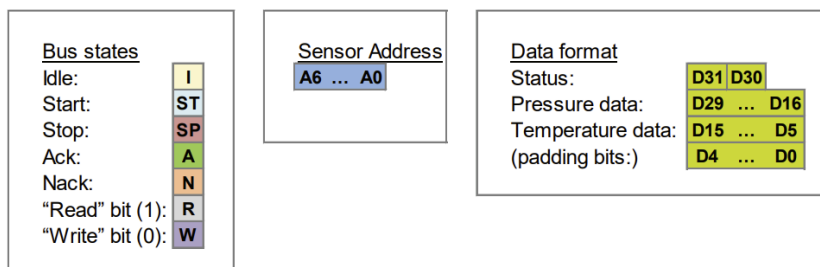 Bus states
Idle: I
Start: ST
Stop: SP
Ack: A
Nack: N
“Read” bit (1): R
“Write” bit (0): W
Sensor Address
A6 … A0
Data format
Status: D31 D30
Pressure data: D29 … D16
Temperature data: D15 … D5
(padding bits:) D4 … D0